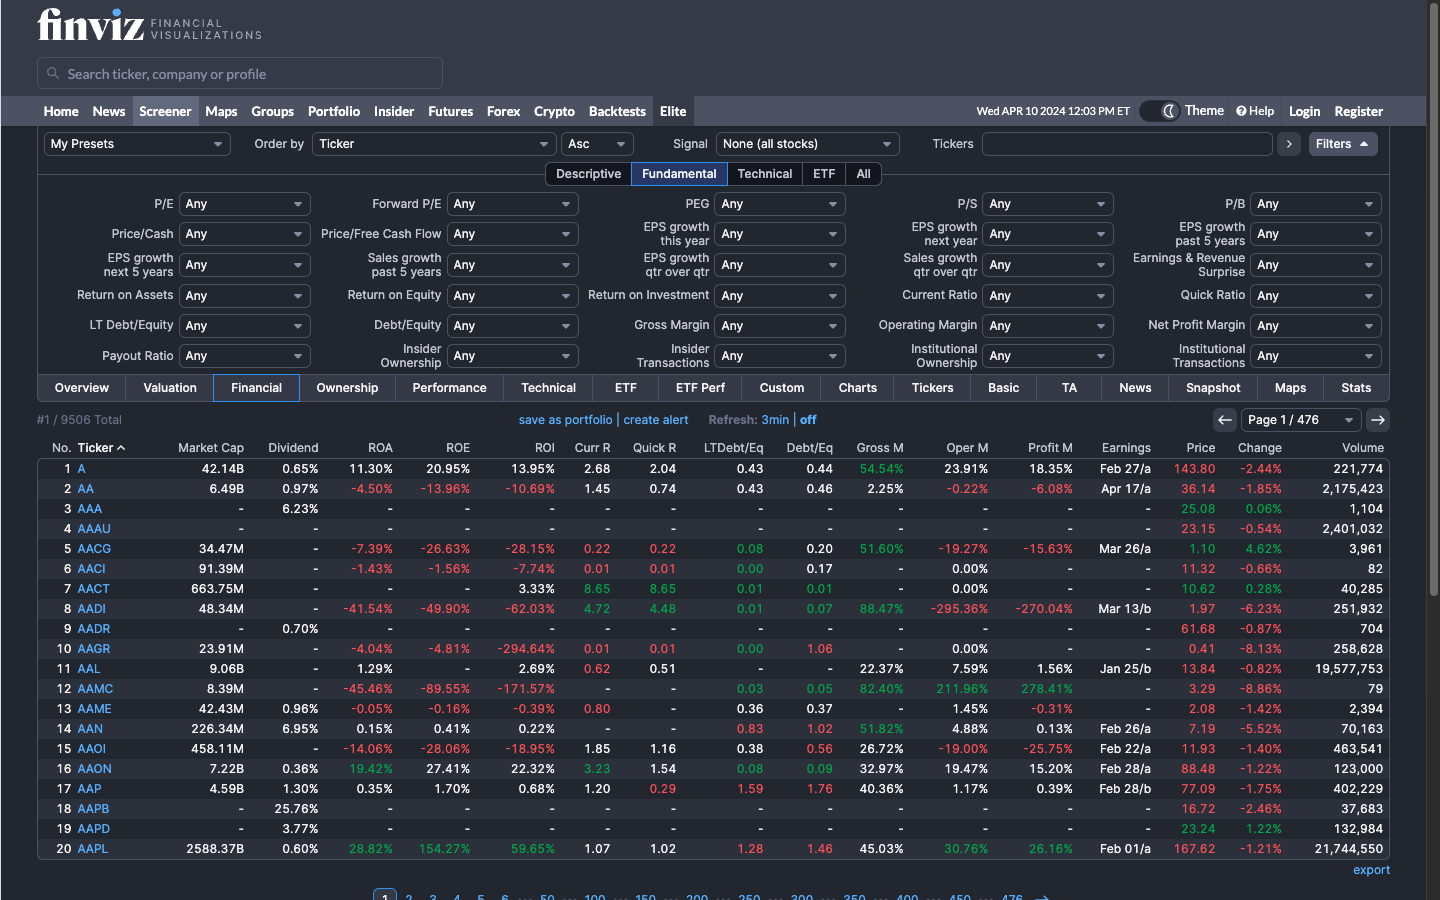 finviz FINANCIAL VISUALIZATIONS
Search ticker, company or profile
Home News Screener Maps Groups Portfolio Insider Futures Forex Crypto Backtests Elite Wed APR 10 2024 12:03 PM ET Theme Help Login Register
My Presets Order by Ticker Asc Signal None (all stocks) Tickers > Filters
Descriptive Fundamental Technical ETF All
P/E Any Forward P/E Any PEG Any P/S Any P/B Any
Price/Cash Any Price/Free Cash Flow Any EPS growth this year Any EPS growth next year Any EPS growth past 5 years Any
EPS growth next 5 years Any Sales growth past 5 years Any EPS growth qtr over qtr Any Sales growth qtr over qtr Any Earnings & Revenue Surprise Any
Return on Assets Any Return on Equity Any Return on Investment Any Current Ratio Any Quick Ratio Any
LT Debt/Equity Any Debt/Equity Any Gross Margin Any Operating Margin Any Net Profit Margin Any
Payout Ratio Any Insider Ownership Any Insider Transactions Any Institutional Ownership Any Institutional Transactions Any
Overview Valuation Financial Ownership Performance Technical ETF ETF Perf Custom Charts Tickers Basic TA News Snapshot Maps Stats
#1 / 9506 Total save as portfolio | create alert Refresh: 3min | off Page 1 / 476
No. Ticker Market Cap Dividend ROA ROE ROI Curr R Quick R LTDebt/Eq Debt/Eq Gross M Oper M Profit M Earnings Price Change Volume
1 A 42.14B 0.65% 11.30% 20.95% 13.95% 2.68 2.04 0.43 0.44 54.54% 23.91% 18.35% Feb 27/a 143.80 -2.44% 221,774
2 AA 6.49B 0.97% -4.50% -13.96% -10.69% 1.45 0.74 0.43 0.46 2.25% -0.22% -6.08% Apr 17/a 36.14 -1.85% 2,175,423
3 AAA - 6.23% - - - - - - - - - - - 25.08 0.06% 1,104
4 AAAU - - - - - - - - - - - - - 23.15 -0.54% 2,401,032
5 AACG 34.47M - -7.39% -26.63% -28.15% 0.22 0.22 0.08 0.20 51.60% -19.27% -15.63% Mar 26/a 1.10 4.62% 3,961
6 AACI 91.39M - -1.43% -1.56% -7.74% 0.01 0.01 0.00 0.17 - 0.00% - - 11.32 -0.66% 82
7 AACT 663.75M - - - 3.33% 8.65 8.65 0.01 0.01 - 0.00% - - 10.62 0.28% 40,285
8 AADI 48.34M - -41.54% -49.90% -62.03% 4.72 4.48 0.01 0.07 88.47% -295.36% -270.04% Mar 13/b 1.97 -6.23% 251,932
9 AADR - 0.70% - - - - - - - - - - - 61.68 -0.87% 704
10 AAGR 23.91M - -4.04% -4.81% -294.64% 0.01 0.01 0.00 1.06 - 0.00% - - 0.41 -8.13% 258,628
11 AAL 9.06B - 1.29% - 2.69% 0.62 0.51 - - 22.37% 7.59% 1.56% Jan 25/b 13.84 -0.82% 19,577,753
12 AAMC 8.39M - -45.46% -89.55% -171.57% - - 0.03 0.05 82.40% 211.96% 278.41% - 3.29 -8.86% 79
13 AAME 42.43M 0.96% -0.05% -0.16% -0.39% 0.80 - 0.36 0.37 - 1.45% -0.31% - 2.08 -1.42% 2,394
14 AAN 226.34M 6.95% 0.15% 0.41% 0.22% - - 0.83 1.02 51.82% 4.88% 0.13% Feb 26/a 7.19 -5.52% 70,163
15 AAOI 458.11M - -14.06% -28.06% -18.95% 1.85 1.16 0.38 0.56 26.72% -19.00% -25.75% Feb 22/a 11.93 -1.40% 463,541
16 AAON 7.22B 0.36% 19.42% 27.41% 22.32% 3.23 1.54 0.08 0.09 32.97% 19.47% 15.20% Feb 28/a 88.48 -1.22% 123,000
17 AAP 4.59B 1.30% 0.35% 1.70% 0.68% 1.20 0.29 1.59 1.76 40.36% 1.17% 0.39% Feb 28/b 77.09 -1.75% 402,229
18 AAPB - 25.76% - - - - - - - - - - - 16.72 -2.46% 37,683
19 AAPD - 3.77% - - - - - - - - - - - 23.24 1.22% 132,984
20 AAPL 2588.37B 0.60% 28.82% 154.27% 59.65% 1.07 1.02 1.28 1.46 45.03% 30.76% 26.16% Feb 01/a 167.62 -1.21% 21,744,550
export
1 2 3 4 5 6 ... 50 ... 100 ... 150 ... 200 ... 250 ... 300 ... 350 ... 400 ... 450 ... 476